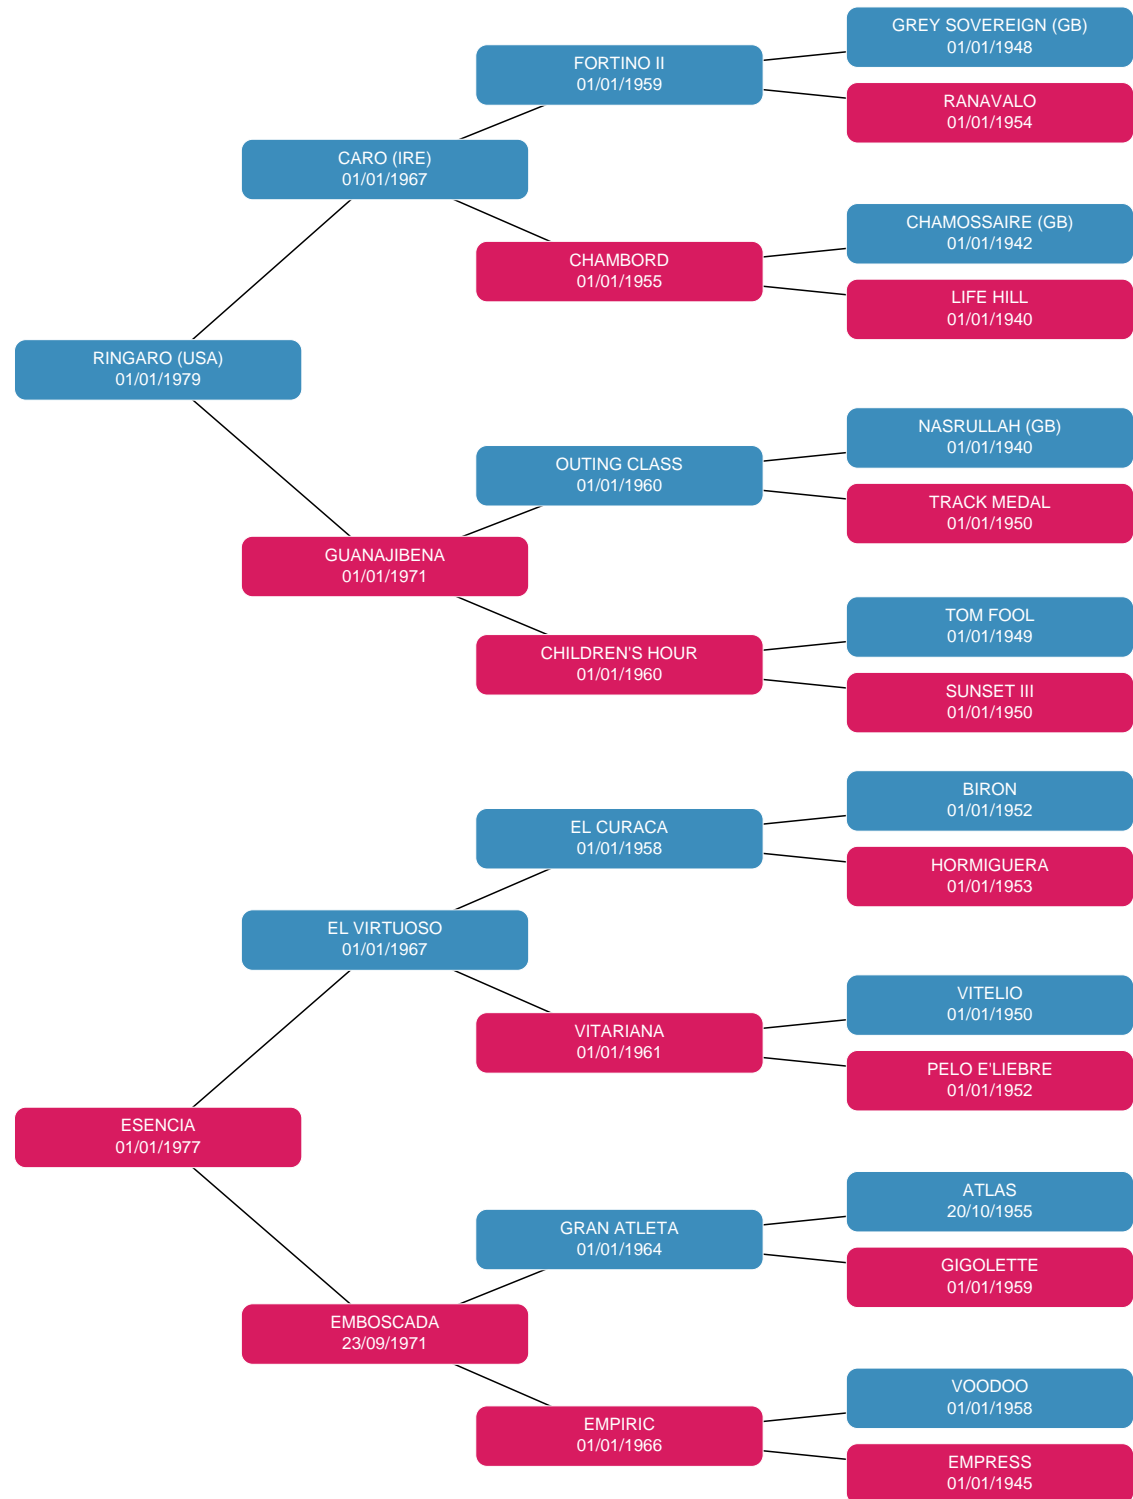 GREY SOVEREIGN (GB)
01/01/1948
FORTINO II
01/01/1959
RANAVALO
01/01/1954
CARO (IRE)
01/01/1967
CHAMOSSAIRE (GB)
01/01/1942
CHAMBORD
01/01/1955
LIFE HILL
01/01/1940
RINGARO (USA)
01/01/1979
NASRULLAH (GB)
01/01/1940
OUTING CLASS
01/01/1960
TRACK MEDAL
01/01/1950
GUANAJIBENA
01/01/1971
TOM FOOL
01/01/1949
CHILDREN'S HOUR
01/01/1960
SUNSET III
01/01/1950
BIRON
01/01/1952
EL CURACA
01/01/1958
HORMIGUERA
01/01/1953
EL VIRTUOSO
01/01/1967
VITELIO
01/01/1950
VITARIANA
01/01/1961
PELO E'LIEBRE
01/01/1952
ESENCIA
01/01/1977
ATLAS
20/10/1955
GRAN ATLETA
01/01/1964
GIGOLETTE
01/01/1959
EMBOSCADA
23/09/1971
VOODOO
01/01/1958
EMPIRIC
01/01/1966
EMPRESS
01/01/1945